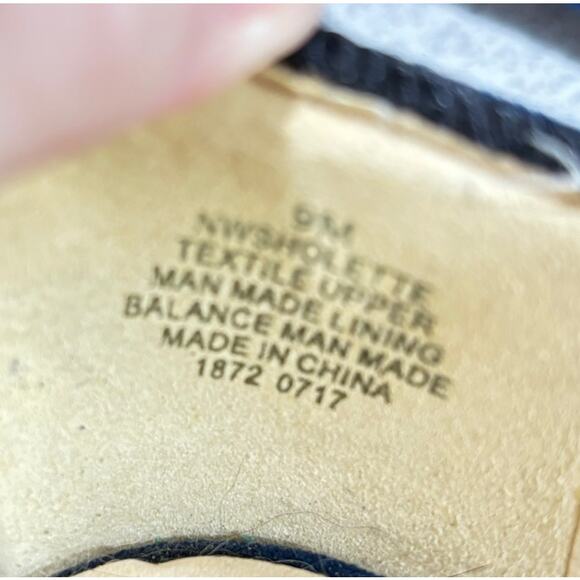 9M
NWSHOLETTE
TEXTILE UPPER
MAN MADE LINING
BALANCE MAN MADE
MADE IN CHINA
1872 0717